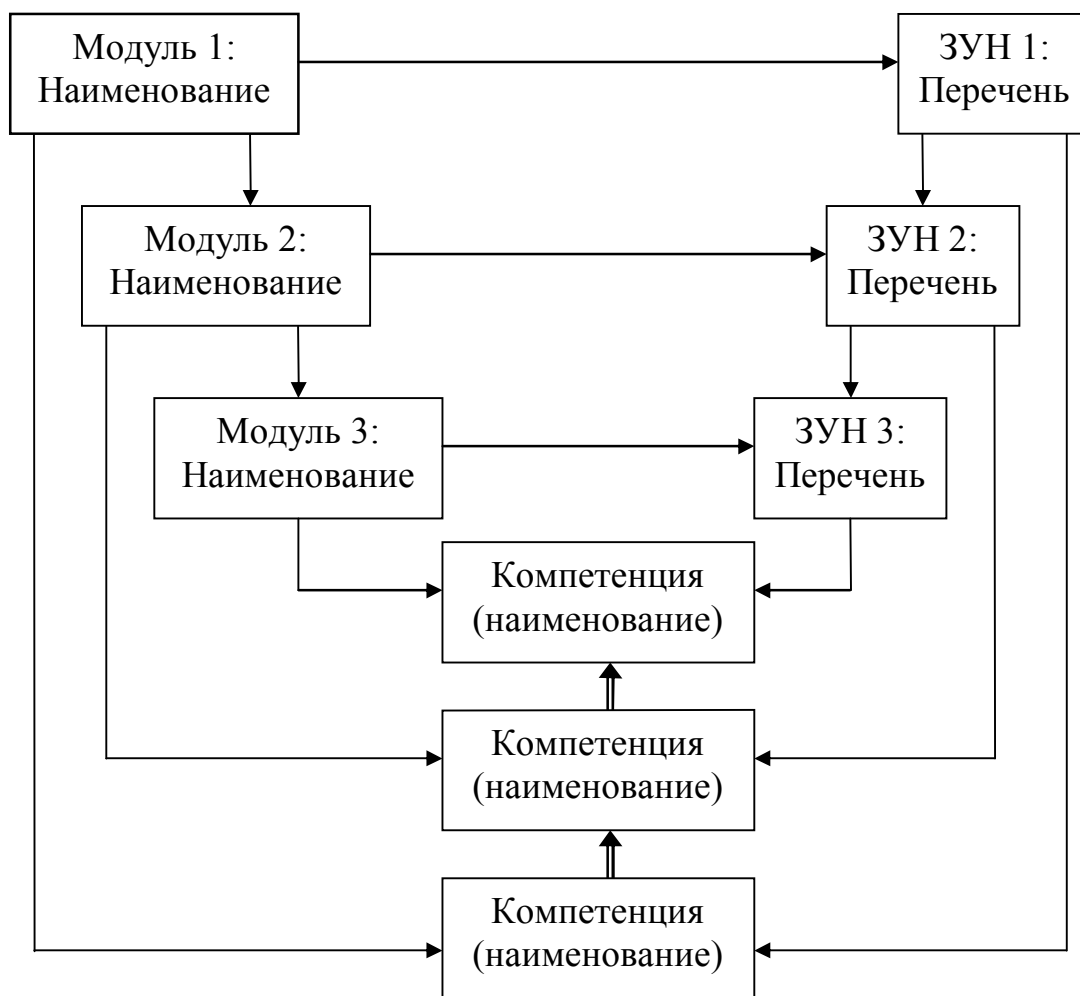 Модуль 1:
Наименование
ЗУН 1:
Перечень
Модуль 2:
Наименование
ЗУН 2:
Перечень
Модуль 3:
Наименование
ЗУН 3:
Перечень
Компетенция
(наименование)
Компетенция
(наименование)
Компетенция
(наименование)